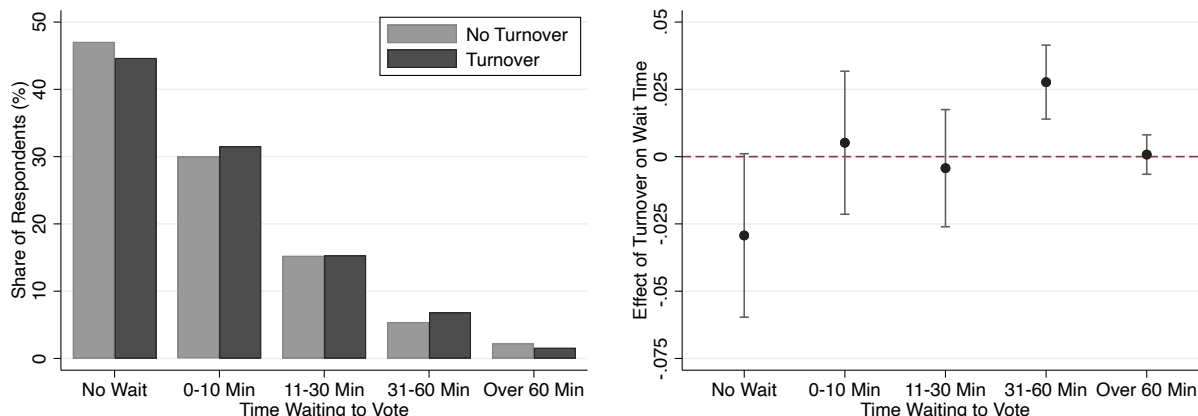 Share of Respondents (%)
50
40
30
20
10
0
No Turnover
Turnover
No Wait
0-10 Min
11-30 Min
31-60 Min
Over 60 Min
Time Waiting to Vote
Effect of Turnover on Wait Time
.05
.025
0
-.025
-.05
-.075
No Wait
0-10 Min
11-30 Min
31-60 Min
Over 60 Min
Time Waiting to Vote